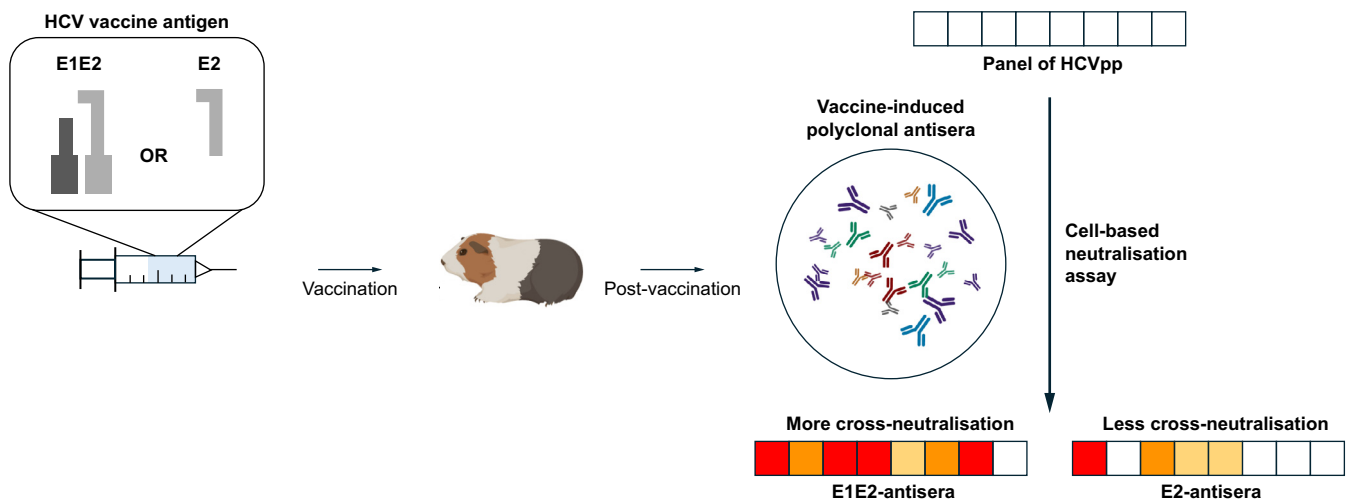 HCV vaccine antigen
E1E2
E2
OR
Vaccination
Post-vaccination
Panel of HCVpp
Vaccine-induced
polyclonal antisera
Cell-based
neutralisation
assay
More cross-neutralisation
E1E2-antisera
Less cross-neutralisation
E2-antisera